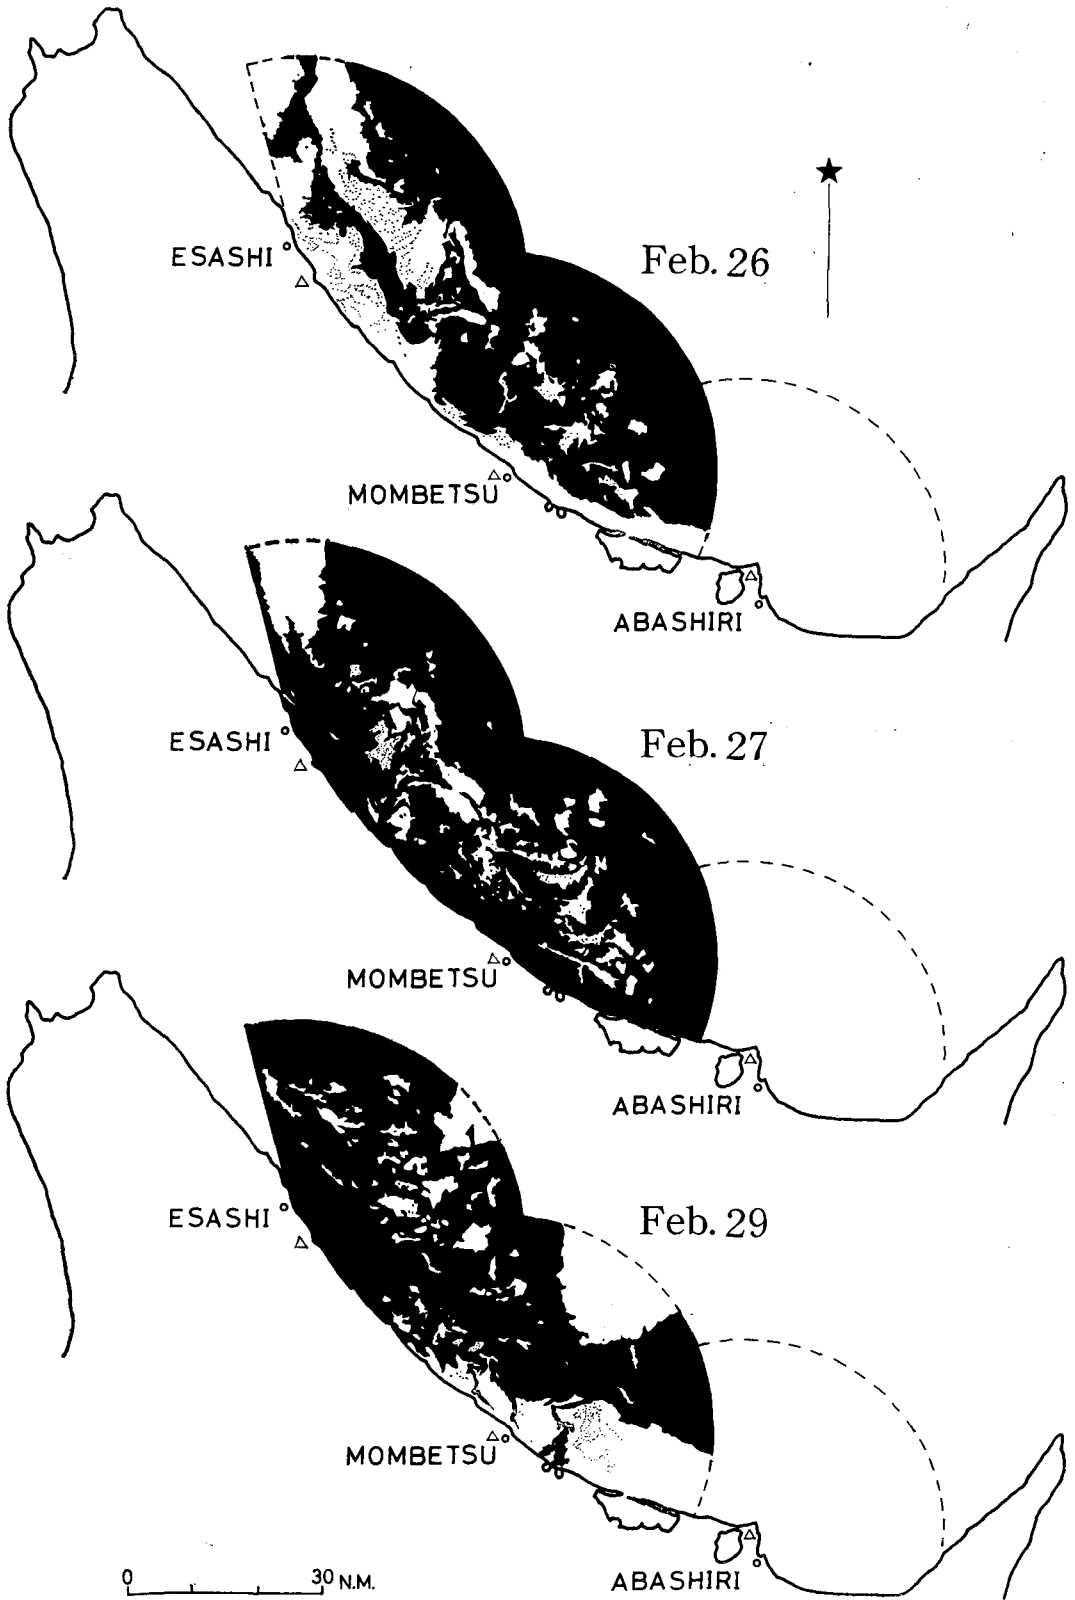 ESASHI
Feb. 26
MOMBETSU
ABASHIRI
ESASHI
Feb. 27
MOMBETSU
ABASHIRI
ESASHI
Feb. 29
MOMBETSU
0 30 N.M.
ABASHIRI